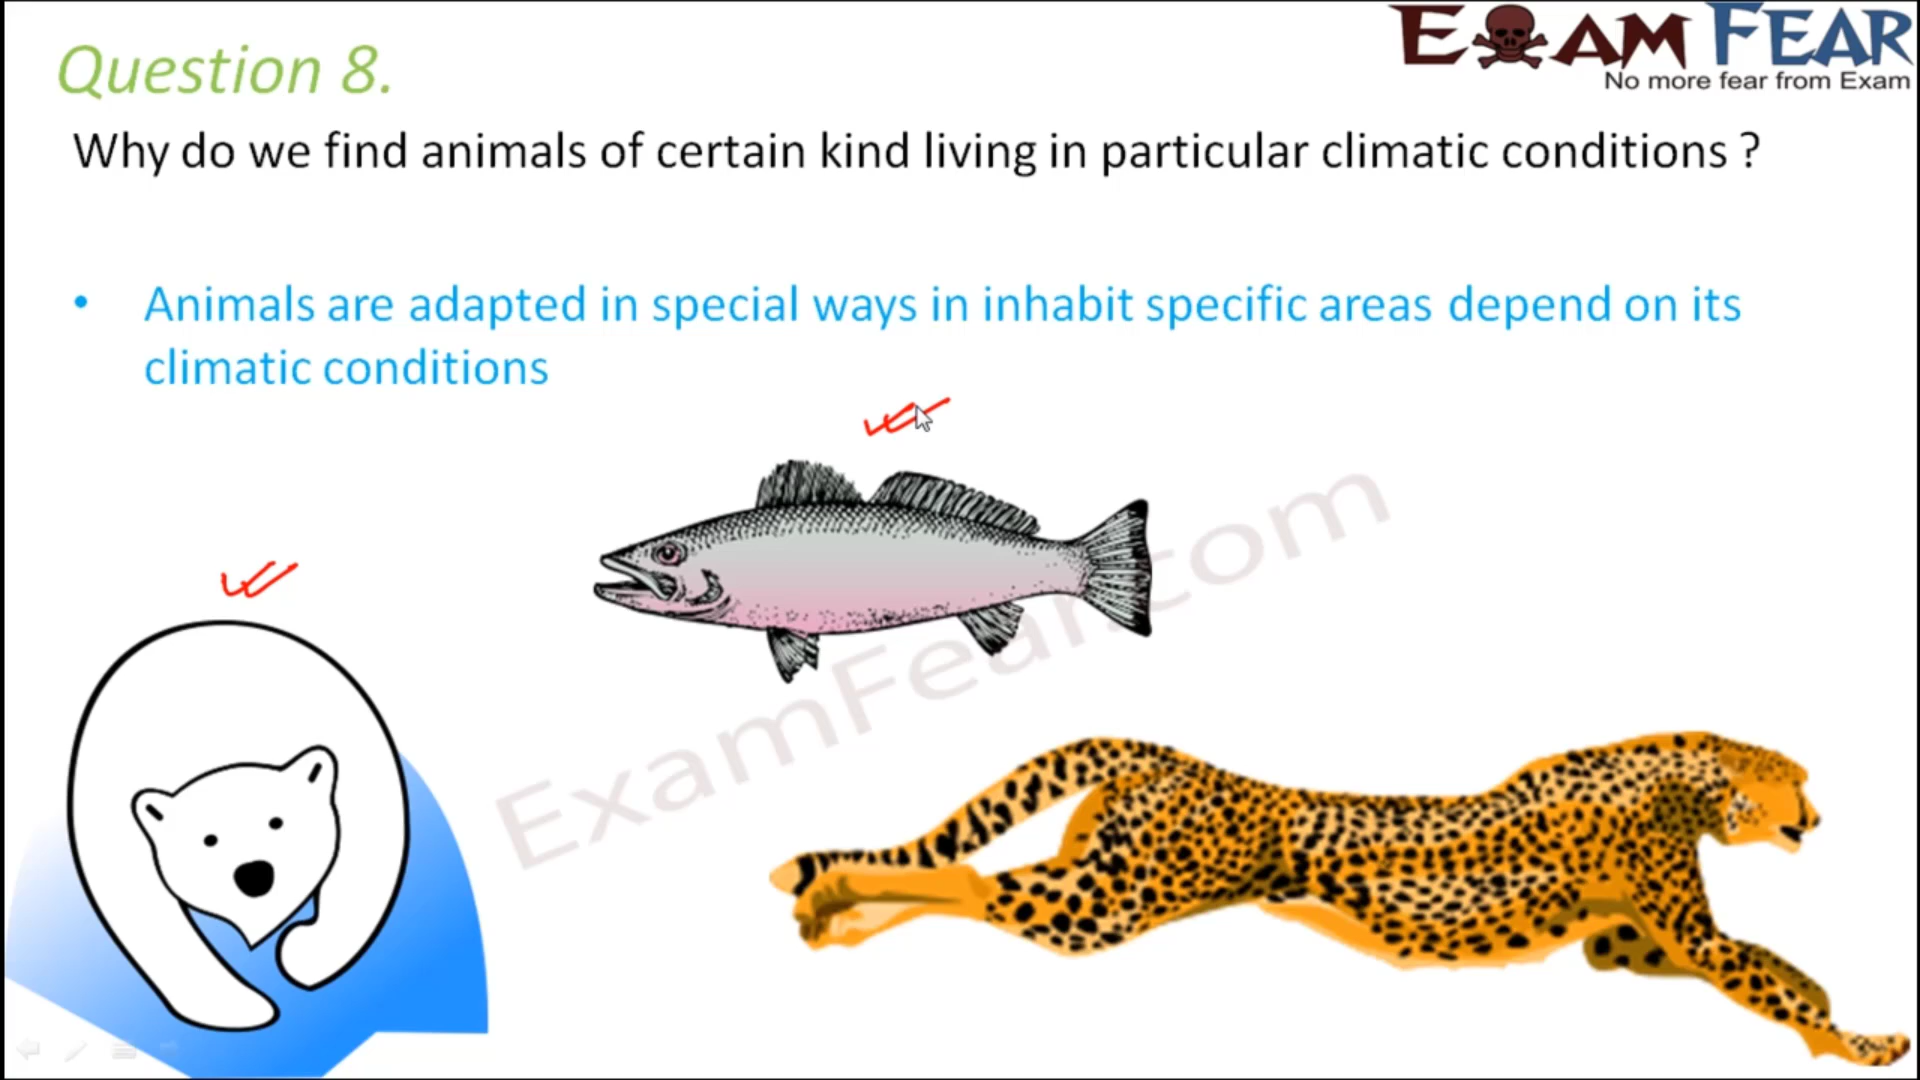 Question 8.
EXAM FEAR
No more fear from Exam
Why do we find animals of certain kind living in particular climatic conditions ?
• Animals are adapted in special ways in inhabit specific areas depend on its
climatic conditions
ExamFear.com